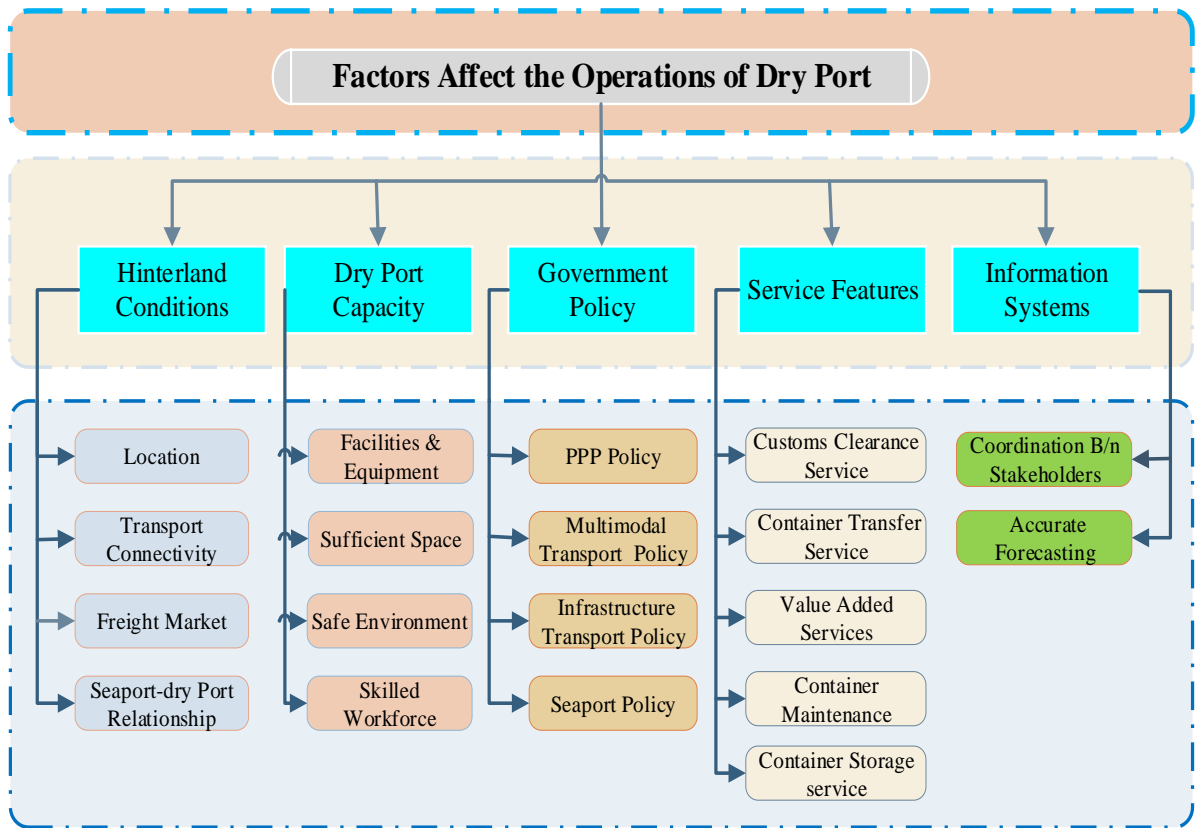 Factors Affect the Operations of Dry Port
Hinterland
Conditions
Dry Port
Capacity
Government
Policy
Service Features
Information
Systems
Location
Transport
Connectivity
Freight Market
Seaport-dry Port
Relationship
Facilities &
Equipment
Sufficient Space
Safe Environment
Skilled
Workforce
PPP Policy
Multimodal
Transport Policy
Infrastructure
Transport Policy
Seaport Policy
Customs Clearance
Service
Container Transfer
Service
Value Added
Services
Container
Maintenance
Container Storage
service
Coordination B/n
Stakeholders
Accurate
Forecasting